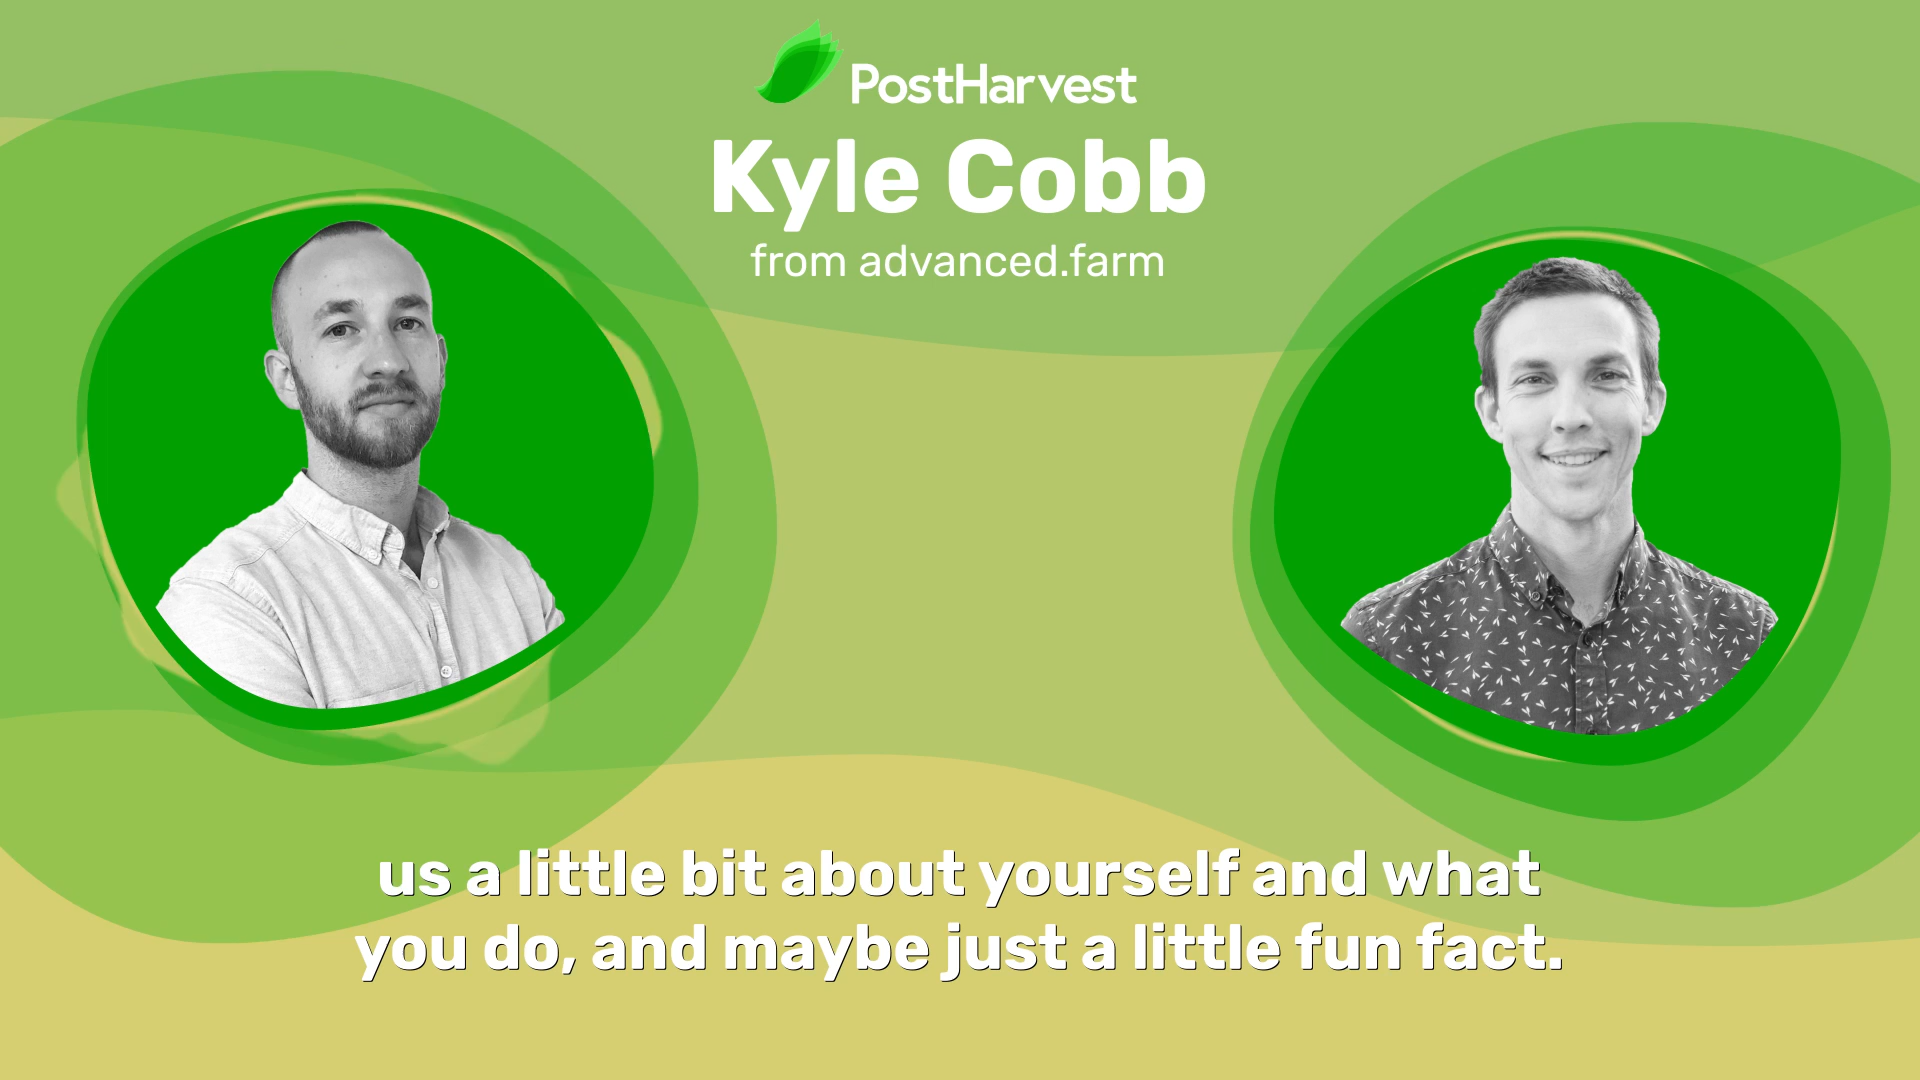 PostHarvest
Kyle Cobb
from advanced.farm
us a little bit about yourself and what
you do, and maybe just a little fun fact.